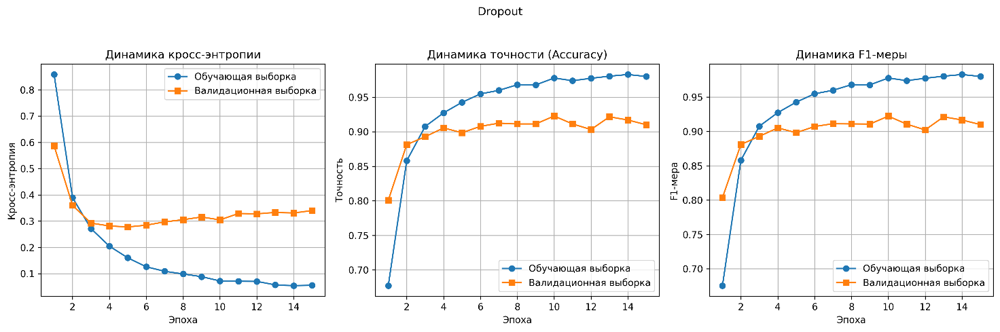 Dropout
Динамика кросс-энтропии
Кросс-энтропия
0.8
0.7
0.6
0.5
0.4
0.3
0.2
0.1
Обучающая выборка
Валидационная выборка
2 4 6 8 10 12 14
Эпоха
Динамика точности (Accuracy)
Точность
0.95
0.90
0.85
0.80
0.75
0.70
Обучающая выборка
Валидационная выборка
2 4 6 8 10 12 14
Эпоха
Динамика F1-меры
F1-мера
0.95
0.90
0.85
0.80
0.75
0.70
Обучающая выборка
Валидационная выборка
2 4 6 8 10 12 14
Эпоха